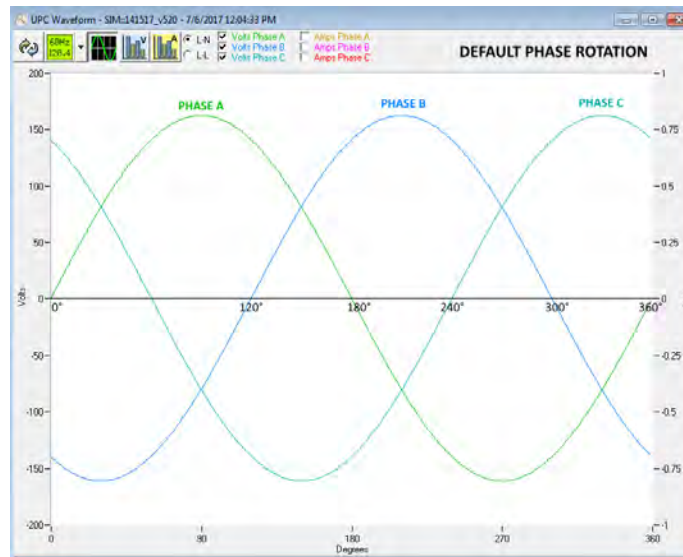 UPC Waveform - SIM:141517_v520 - 7/6/2017 12:04:33 PM
60Hz
120.4
V
A
L-N
L-L
Volts Phase A
Volts Phase B
Volts Phase C
Amps Phase A
Amps Phase B
Amps Phase C
DEFAULT PHASE ROTATION
PHASE A
PHASE B
PHASE C
200
150
100
50
0
-50
-100
-150
-200
Volts
1
0.75
0.5
0.25
0
-0.25
-0.5
-0.75
-1
0°
120°
180°
240°
300°
360°
0
90
180
270
360
Degrees